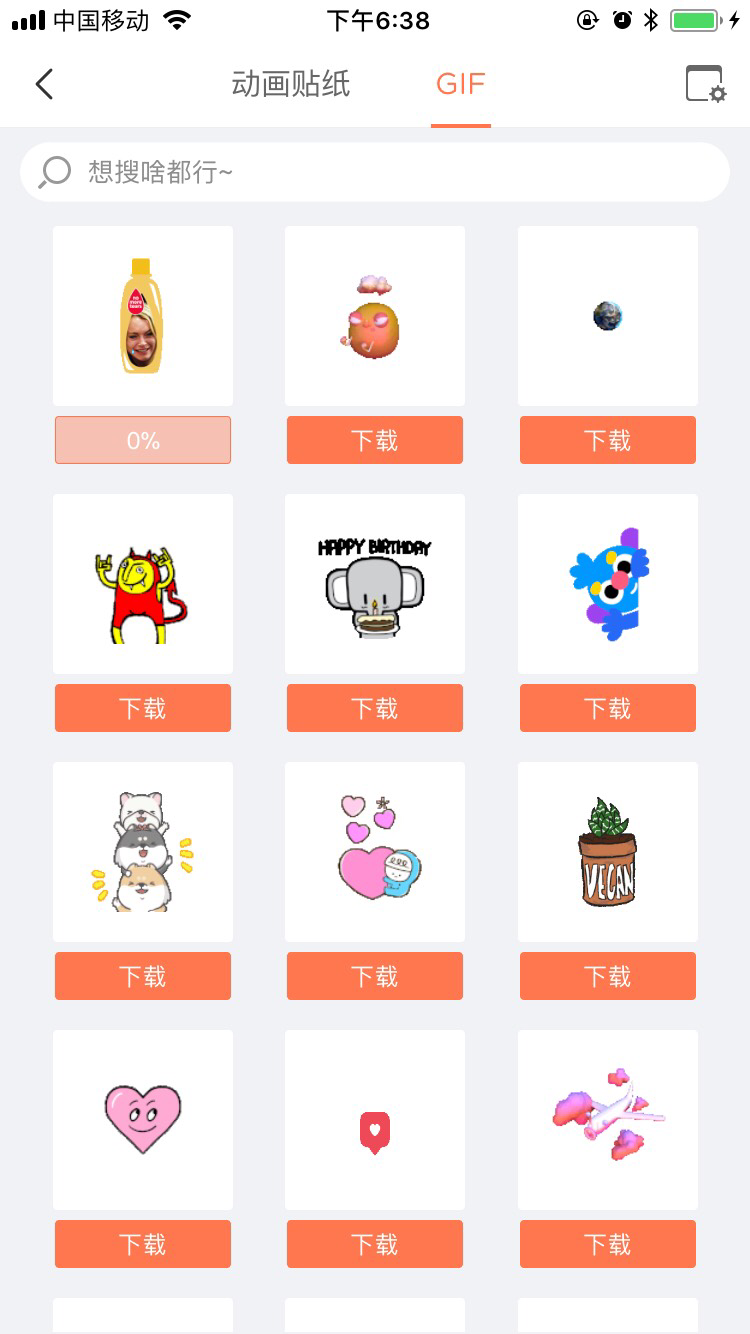 中国移动 下午6:38
动画贴纸 GIF
想搜啥都行~
0% 下载 下载
HAPPY BIRTHDAY
下载 下载 下载
VEGAN
下载 下载 下载
下载 下载 下载